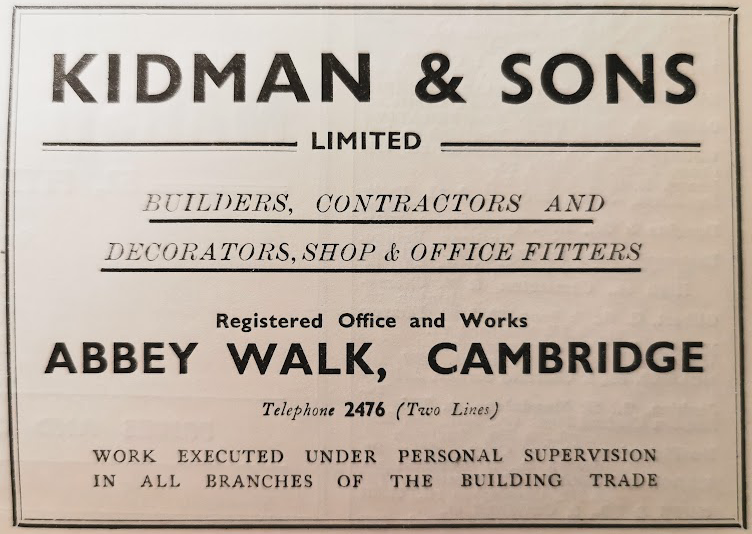 KIDMAN & SONS
LIMITED
BUILDERS, CONTRACTORS AND
DECORATORS, SHOP & OFFICE FITTERS
Registered Office and Works
ABBEY WALK, CAMBRIDGE
Telephone 2476 (Two Lines)
WORK EXECUTED UNDER PERSONAL SUPERVISION
IN ALL BRANCHES OF THE BUILDING TRADE